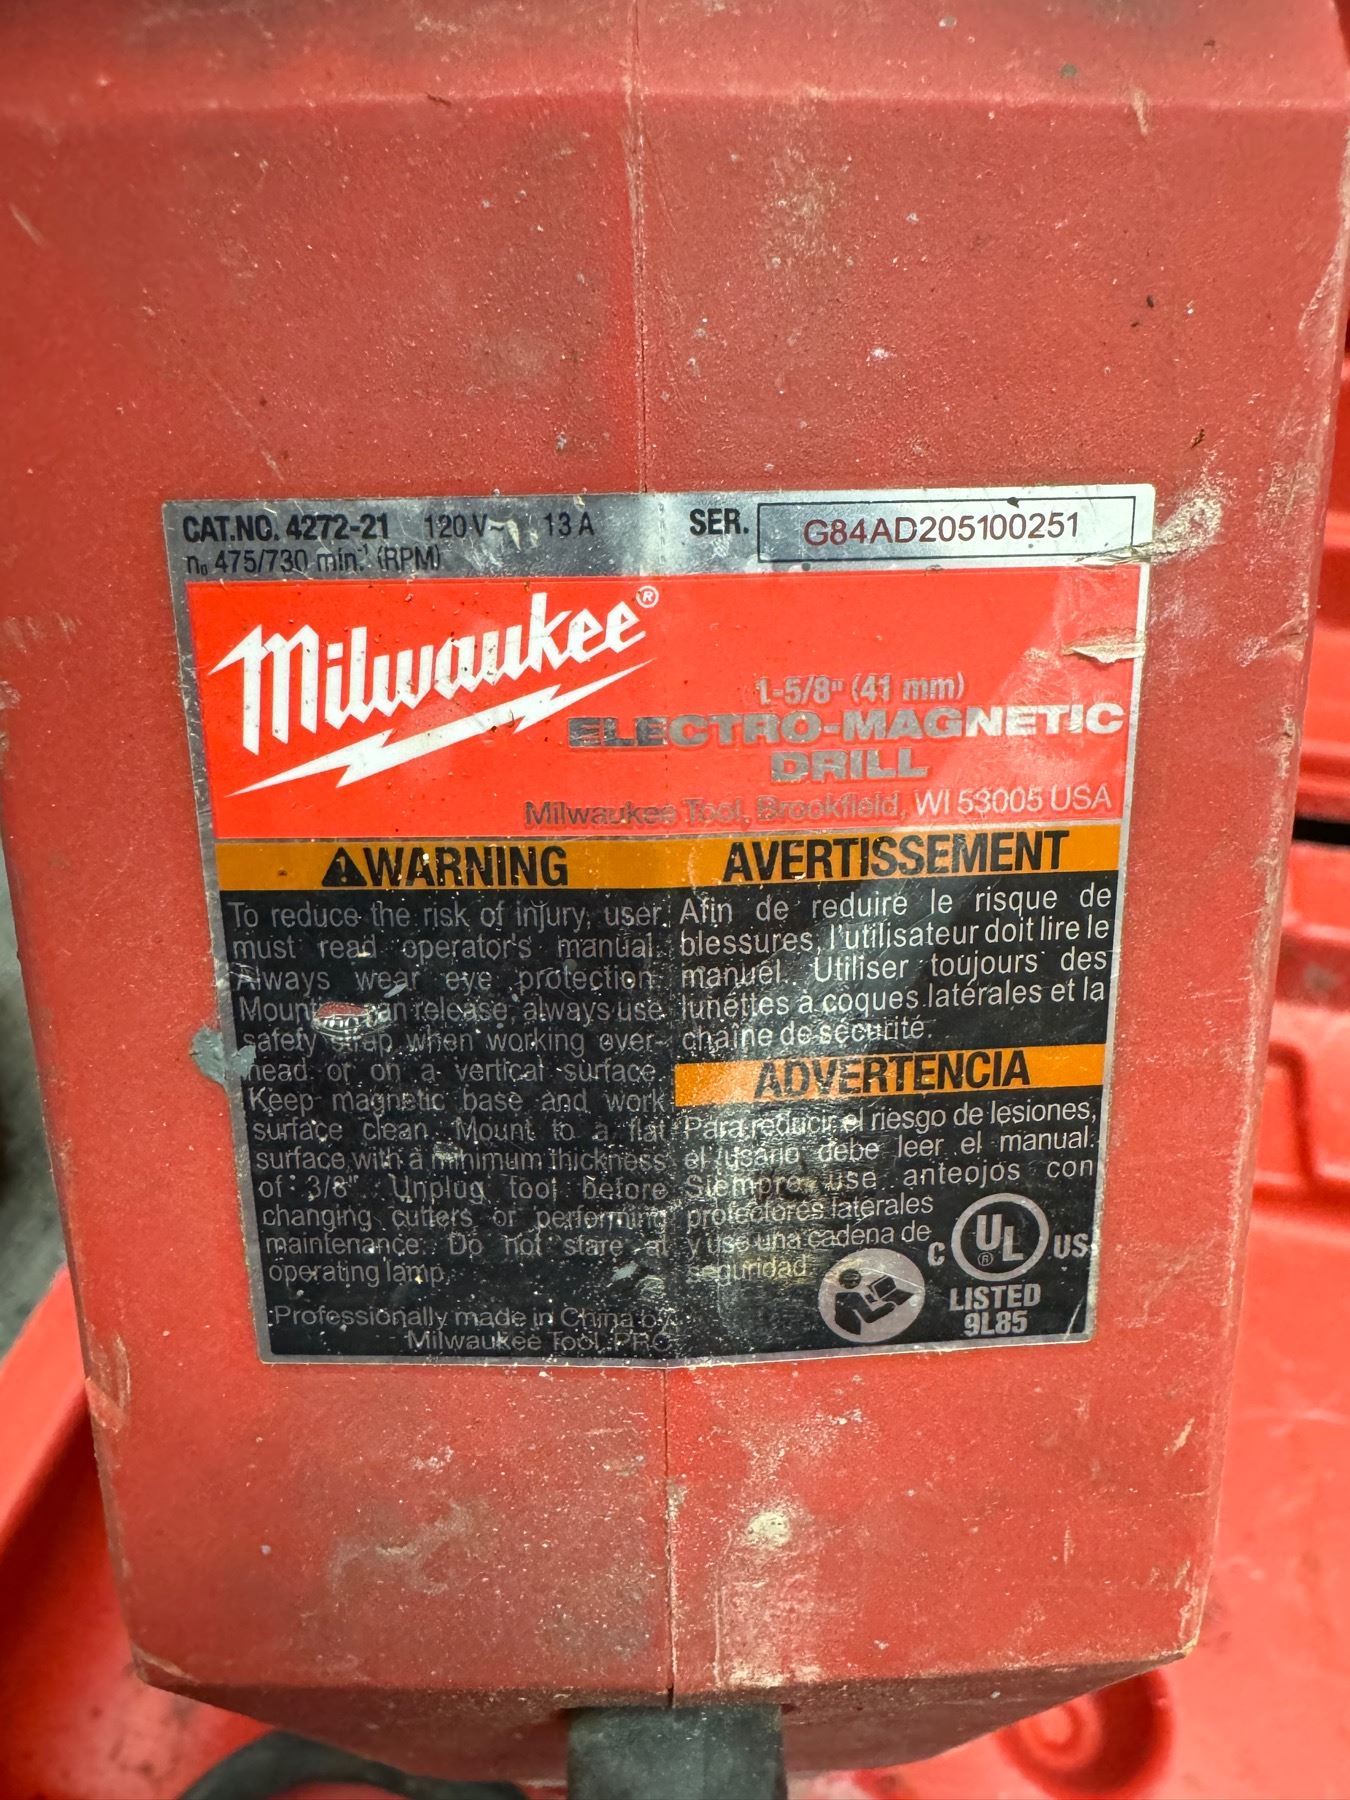 CAT.NO. 4272-21 120 V~ 13 A SER. G84AD205100251
n₀ 475/730 min.⁻¹ (RPM)
Milwaukee®
1-5/8" (41 mm)
ELECTRO-MAGNETIC
DRILL
Milwaukee Tool, Brookfield, WI 53005 USA
⚠WARNING
To reduce the risk of injury, user
must read operator's manual.
Always wear eye protection.
Mount can release, always use
safety strap when working over-
head or on a vertical surface.
Keep magnetic base and work
surface clean. Mount to a flat
surface with a minimum thickness
of 3/8". Unplug tool before
changing cutters or performing
maintenance. Do not stare at
operating lamp.
Professionally made in China by
Milwaukee Tool, PRC
AVERTISSEMENT
Afin de reduire le risque de
blessures, l'utilisateur doit lire le
manuel. Utiliser toujours des
lunettes à coques latérales et la
chaîne de sécurité.
ADVERTENCIA
Para reducir el riesgo de lesiones,
el usario debe leer el manual.
Siempre use anteojos con
protectores laterales
y use una cadena de
seguridad.
C UL® US
LISTED
9L85